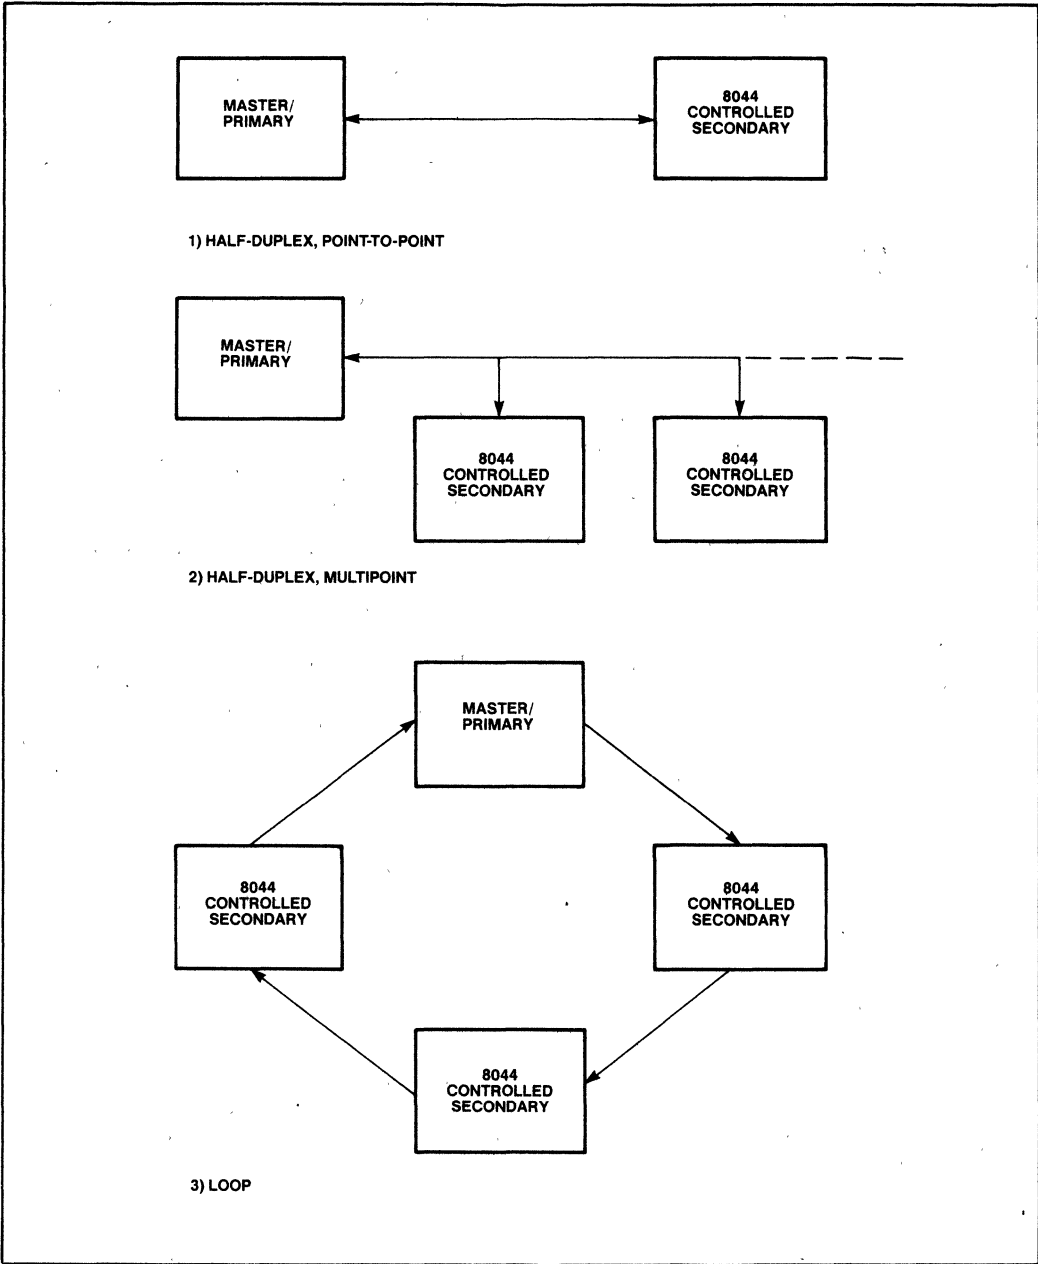 MASTER/
PRIMARY
8044
CONTROLLED
SECONDARY
1) HALF-DUPLEX, POINT-TO-POINT
MASTER/
PRIMARY
8044
CONTROLLED
SECONDARY
8044
CONTROLLED
SECONDARY
2) HALF-DUPLEX, MULTIPOINT
MASTER/
PRIMARY
8044
CONTROLLED
SECONDARY
8044
CONTROLLED
SECONDARY
8044
CONTROLLED
SECONDARY
3) LOOP